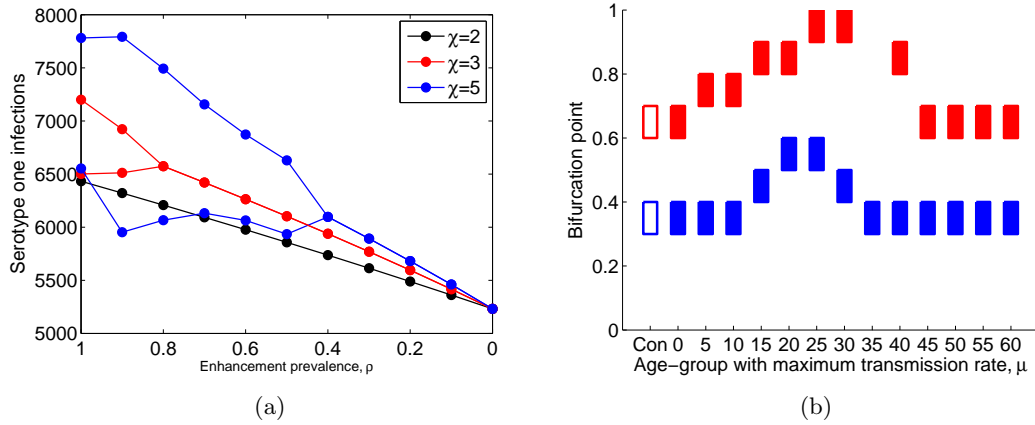 8000
7500
7000
6500
6000
5500
5000
Serotype one infections
χ=2
χ=3
χ=5
1 0.8 0.6 0.4 0.2 0
Enhancement prevalence, ρ
(a)
1
0.8
0.6
0.4
0.2
0
Bifurcation point
Con 0 5 10 15 20 25 30 35 40 45 50 55 60
Age−group with maximum transmission rate, μ
(b)